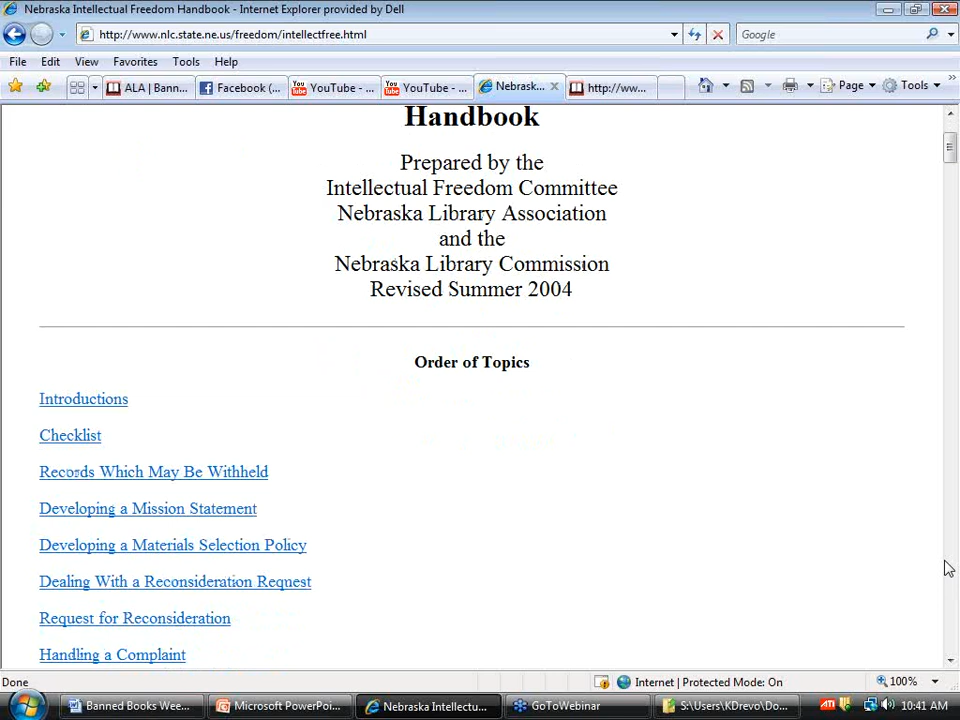 Nebraska Intellectual Freedom Handbook - Internet Explorer provided by Dell
http://www.nlc.state.ne.us/freedom/intellectfree.html
Google
File Edit View Favorites Tools Help
ALA | Bann... Facebook (... YouTube - ... YouTube - ... Nebrask... http://ww... Page Tools
Handbook
Prepared by the
Intellectual Freedom Committee
Nebraska Library Association
and the
Nebraska Library Commission
Revised Summer 2004
Order of Topics
Introductions
Checklist
Records Which May Be Withheld
Developing a Mission Statement
Developing a Materials Selection Policy
Dealing With a Reconsideration Request
Request for Reconsideration
Handling a Complaint
Done Internet | Protected Mode: On 100%
Banned Books Wee... Microsoft PowerPoi... Nebraska Intellectu... GoToWebinar S:\Users\KDrevo\Do... ATI 10:41 AM